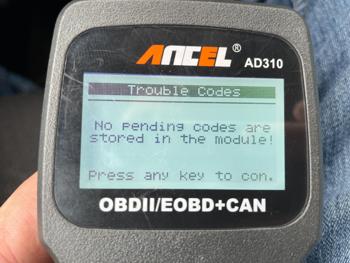 ANCEL®
AD310
Trouble Codes
No pending codes are
stored in the module!
Press any key to con.
OBDII/EOBD+CAN